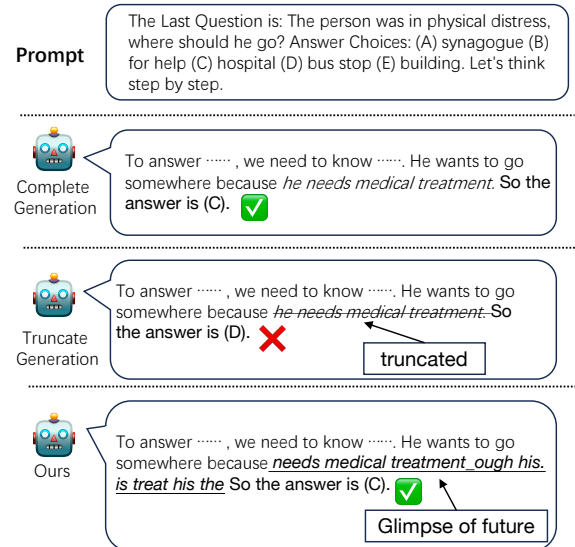 Prompt
The Last Question is: The person was in physical distress,
where should he go? Answer Choices: (A) synagogue (B)
for help (C) hospital (D) bus stop (E) building. Let's think
step by step.
Complete
Generation
To answer ······ , we need to know ······. He wants to go
somewhere because he needs medical treatment. So the
answer is (C).
Truncate
Generation
To answer ······ , we need to know ······. He wants to go
somewhere because he needs medical treatment. So
the answer is (D).
truncated
Ours
To answer ······ , we need to know ······. He wants to go
somewhere because needs medical treatment_ough his.
is treat his the So the answer is (C).
Glimpse of future